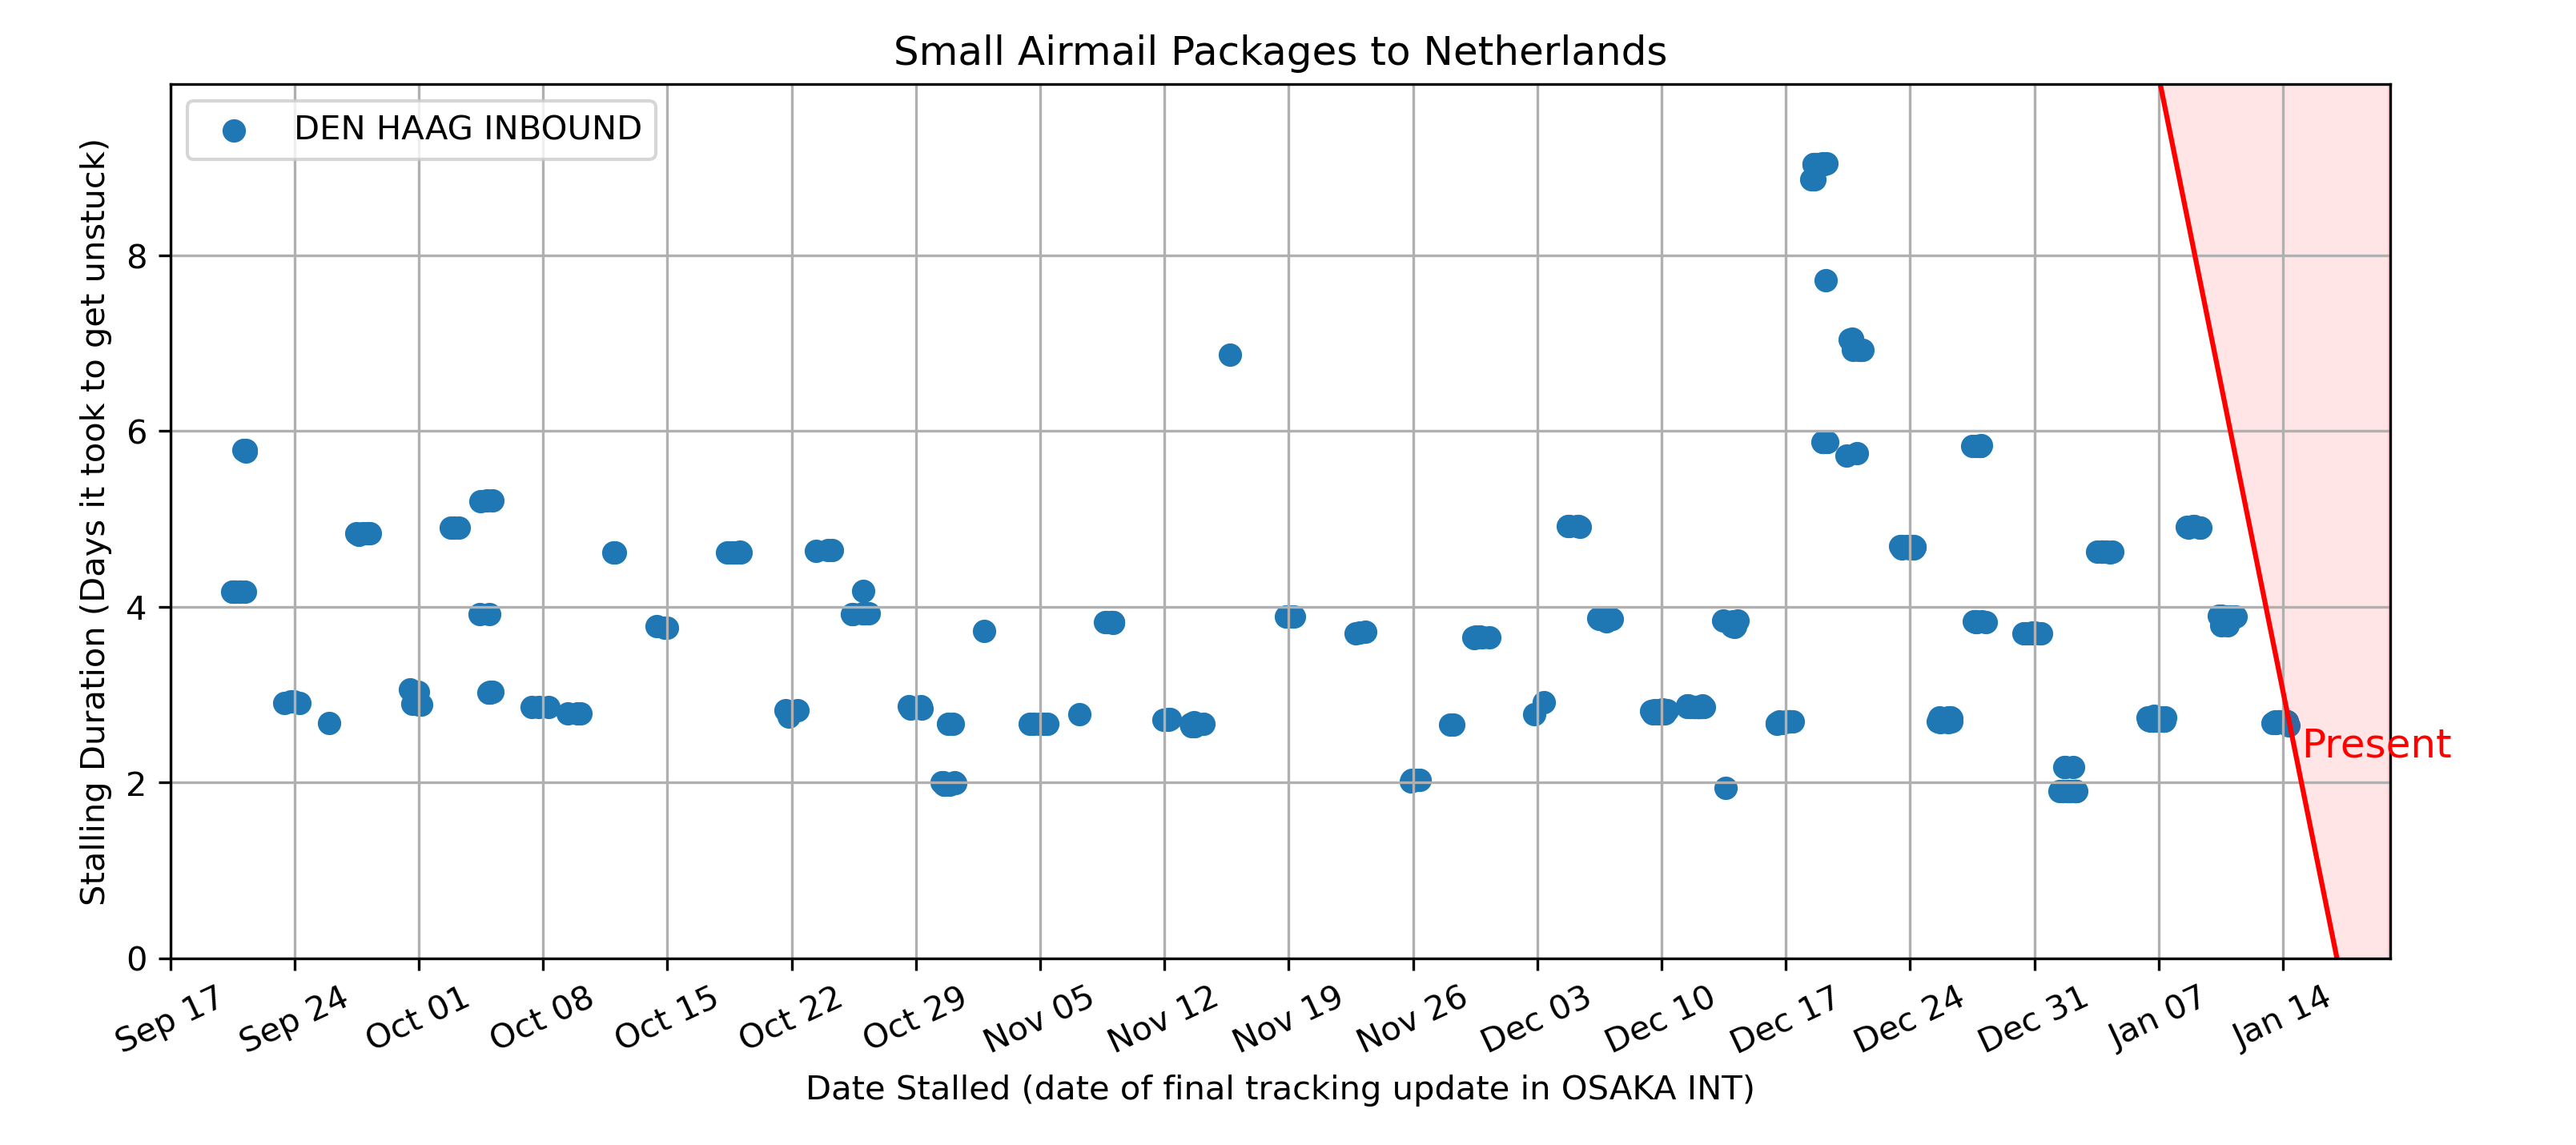 Small Airmail Packages to Netherlands
DEN HAAG INBOUND
Stalling Duration (Days it took to get unstuck)
8
6
4
2
0
Present
Sep 17
Sep 24
Oct 01
Oct 08
Oct 15
Oct 22
Oct 29
Nov 05
Nov 12
Nov 19
Nov 26
Dec 03
Dec 10
Dec 17
Dec 24
Dec 31
Jan 07
Jan 14
Date Stalled (date of final tracking update in OSAKA INT)